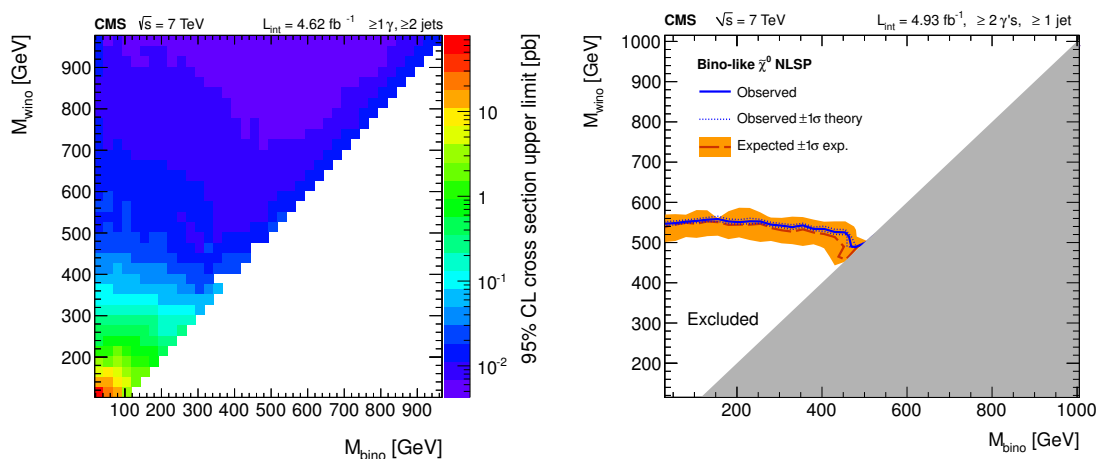 CMS √s = 7 TeV L_int = 4.62 fb⁻¹ ≥1γ, ≥2 jets
M_wino [GeV]
900
800
700
600
500
400
300
200
100 200 300 400 500 600 700 800 900
M_bino [GeV]
10
1
10⁻¹
10⁻²
95% CL cross section upper limit [pb]
CMS √s = 7 TeV L_int = 4.93 fb⁻¹, ≥ 2 γ's, ≥ 1 jet
M_wino [GeV]
1000
900
800
700
600
500
400
300
200
Bino-like χ̃⁰ NLSP
Observed
Observed ±1σ theory
Expected ±1σ exp.
Excluded
200 400 600 800 1000
M_bino [GeV]